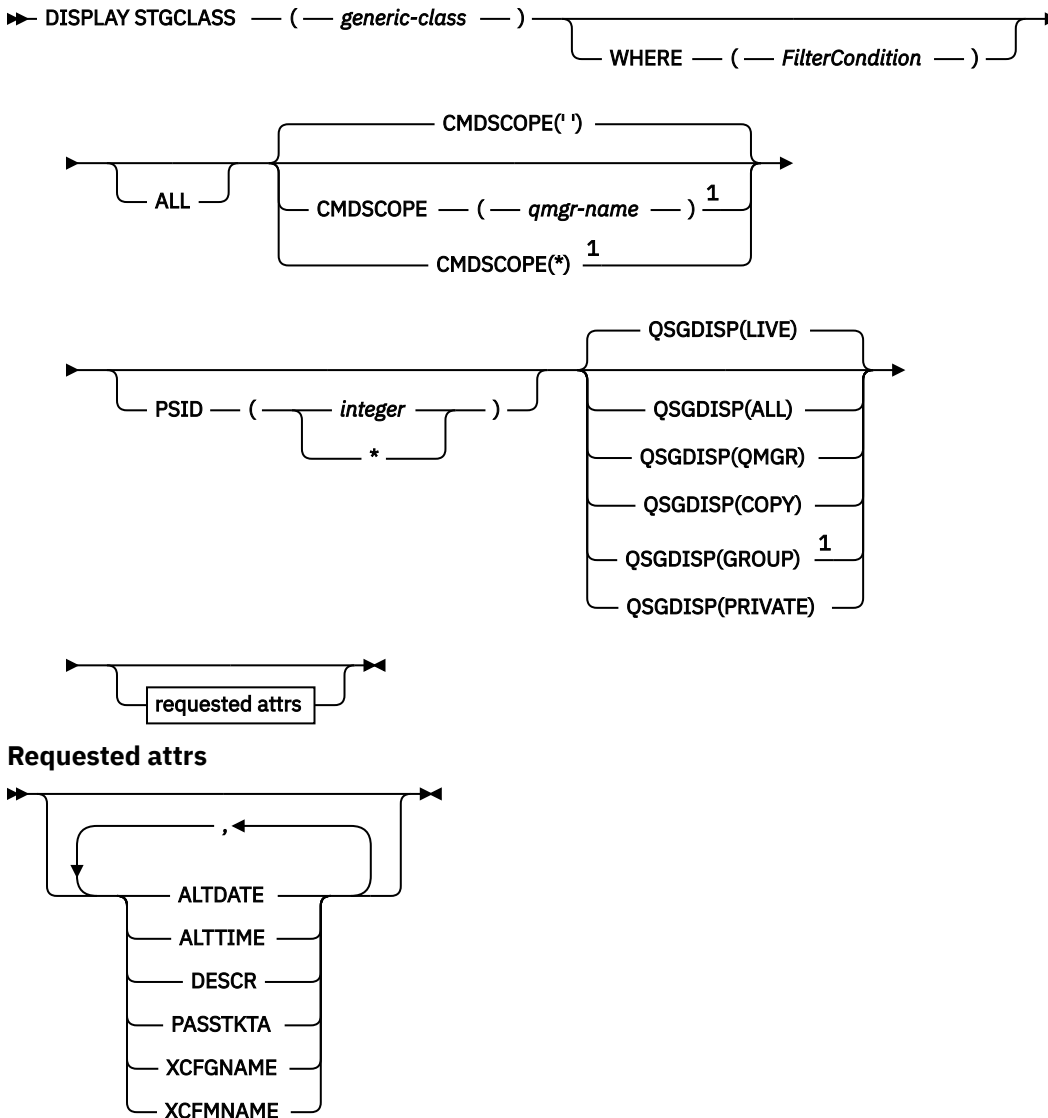 DISPLAY STGCLASS ( generic-class )
WHERE ( FilterCondition )
CMDSCOPE(' ')
ALL
CMDSCOPE ( qmgr-name ) 1
CMDSCOPE(*) 1
QSGDISP(LIVE)
PSID ( integer )
*
QSGDISP(ALL)
QSGDISP(QMGR)
QSGDISP(COPY)
QSGDISP(GROUP) 1
QSGDISP(PRIVATE)
requested attrs
Requested attrs
,
ALTDATE
ALTTIME
DESCR
PASSTKTA
XCFGNAME
XCFMNAME